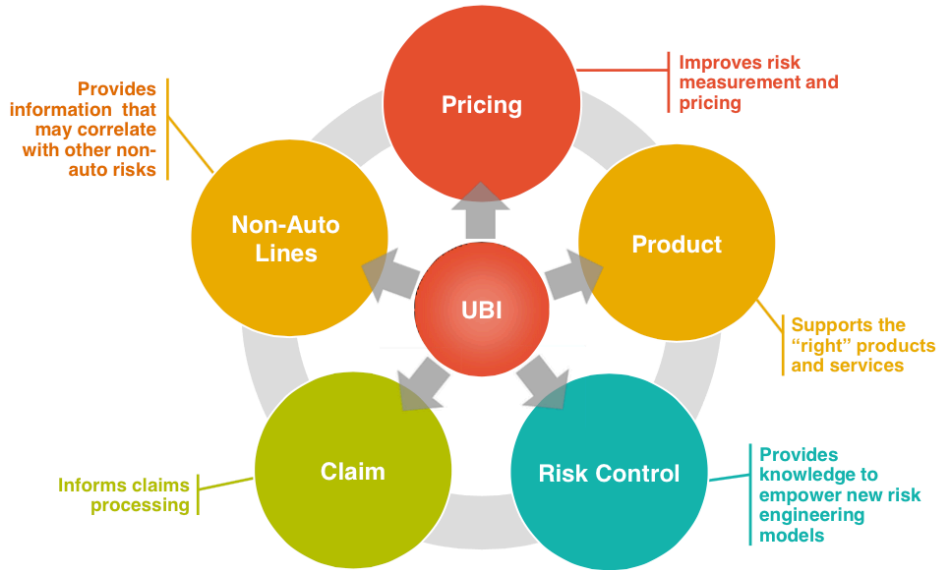 Pricing
Improves risk
measurement and
pricing
Provides
information that
may correlate
with other non-
auto risks
Non-Auto
Lines
Product
UBI
Supports the
“right” products
and services
Claim
Risk Control
Informs claims
processing
Provides
knowledge to
empower new risk
engineering
models